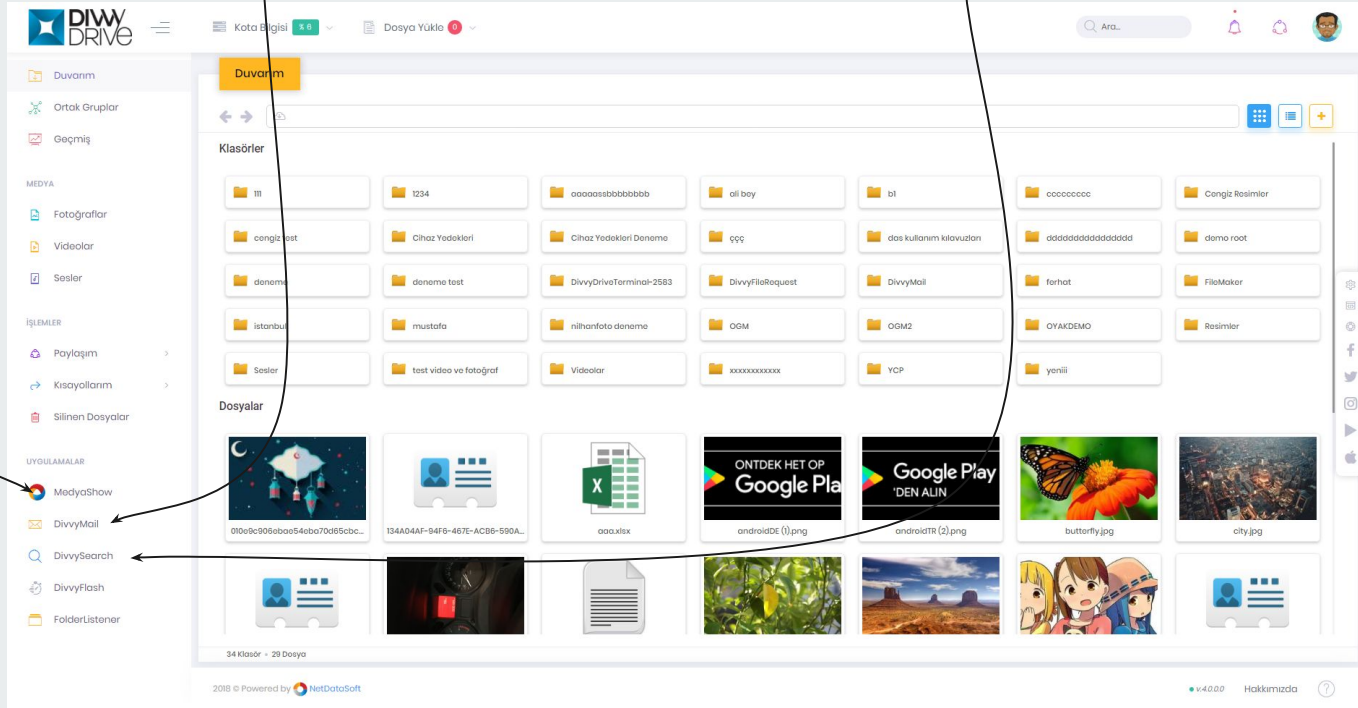 DIVVY
DRIVE
Kota Bilgisi % 6
Dosya Yükle 0
Ara...
Duvarım
Ortak Gruplar
Geçmiş
MEDYA
Fotoğraflar
Videolar
Sesler
İŞLEMLER
Paylaşım
Kısayollarım
Silinen Dosyalar
UYGULAMALAR
MedyaShow
DivvyMail
DivvySearch
DivvyFlash
FolderListener
Duvarım
Klasörler
111 1234 aaaaassbbbbbbbb ali bey b1 ccccccccc Cengiz Resimler
cengiz test Cihaz Yedekleri Cihaz Yedekleri Deneme ççç das kullanım kılavuzları dddddddddddddddd demo root
deneme deneme test DivvyDriveTerminal-2583 DivvyFileRequest DivvyMail ferhat FileMaker
istanbul mustafa nilhanfoto deneme OGM OGM2 OYAKDEMO Resimler
Sesler test video ve fotoğraf Videolar xxxxxxxxxxxx YCP yeniii
Dosyalar
X
ONTDEK HET OP
Google Pla
Google Play
'DEN ALIN
010e9c906ebae54eba70d65cbc... 134A04AF-94F6-467E-ACB6-590A... aaa.xlsx androidDE (1).png androidTR (2).png butterfly.jpg city.jpg
34 Klasör 29 Dosya
2018 © Powered by NetDataSoft
v.4.0.0.0 Hakkımızda ?